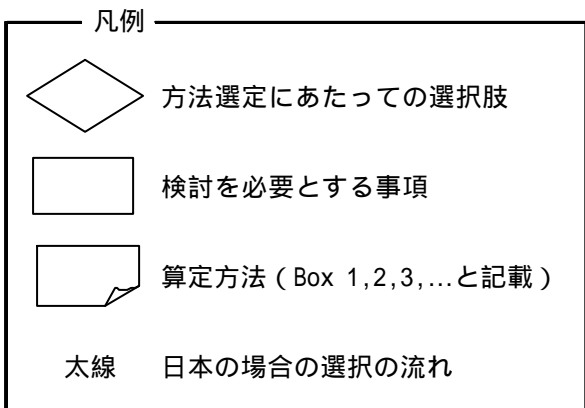 凡例
方法選定にあたっての選択肢
検討を必要とする事項
算定方法（Box 1,2,3,…と記載）
太線 日本の場合の選択の流れ